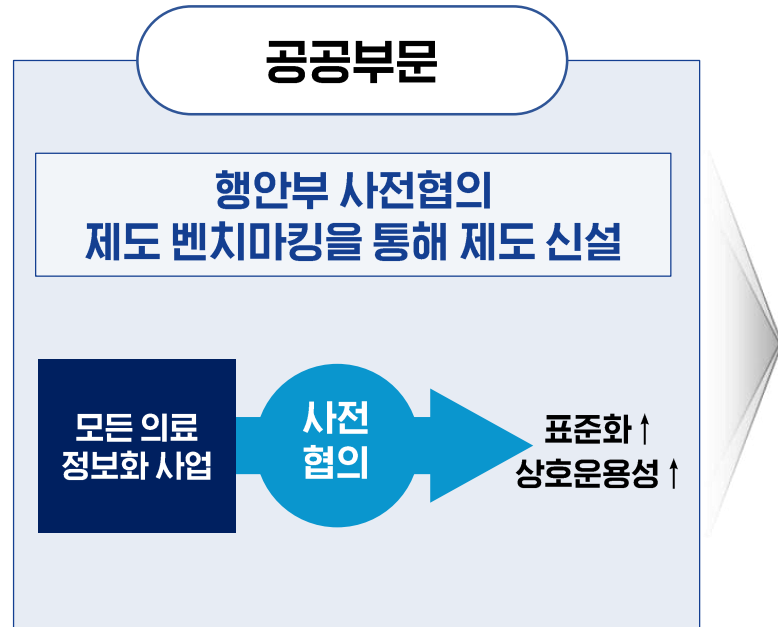 공공부문
행안부 사전협의
제도 벤치마킹을 통해 제도 신설
모든 의료
정보화 사업
사전
협의
표준화↑
상호운용성↑